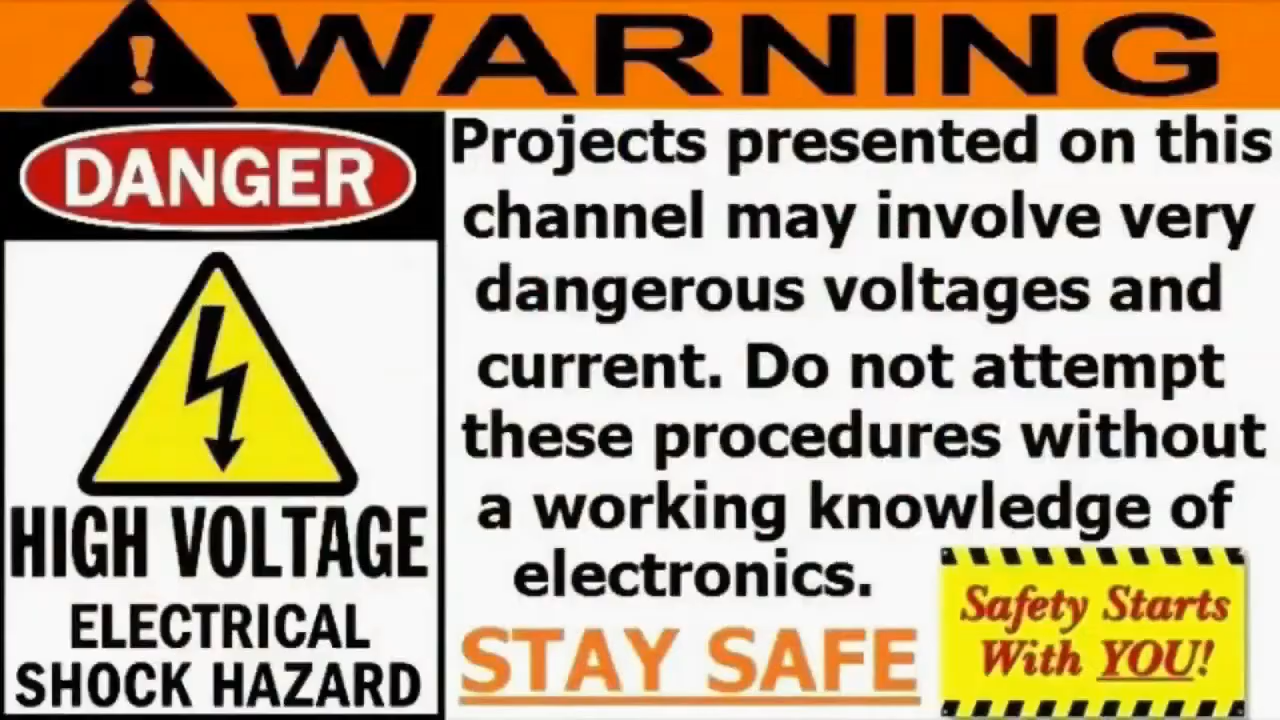 WARNING
DANGER
HIGH VOLTAGE
ELECTRICAL
SHOCK HAZARD
Projects presented on this
channel may involve very
dangerous voltages and
current. Do not attempt
these procedures without
a working knowledge of
electronics.
STAY SAFE
Safety Starts
With YOU!